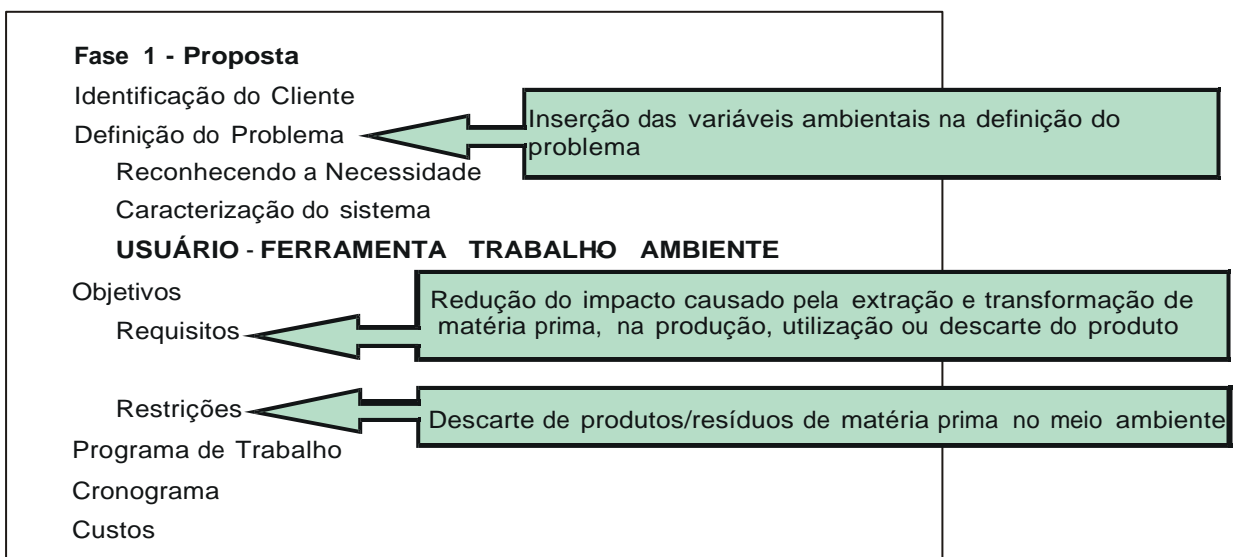 Fase 1 - Proposta
Identificação do Cliente
Definição do Problema
Inserção das variáveis ambientais na definição do
problema
Reconhecendo a Necessidade
Caracterização do sistema
USUÁRIO - FERRAMENTA TRABALHO AMBIENTE
Objetivos
Requisitos
Redução do impacto causado pela extração e transformação de
matéria prima, na produção, utilização ou descarte do produto
Restrições
Descarte de produtos/resíduos de matéria prima no meio ambiente
Programa de Trabalho
Cronograma
Custos